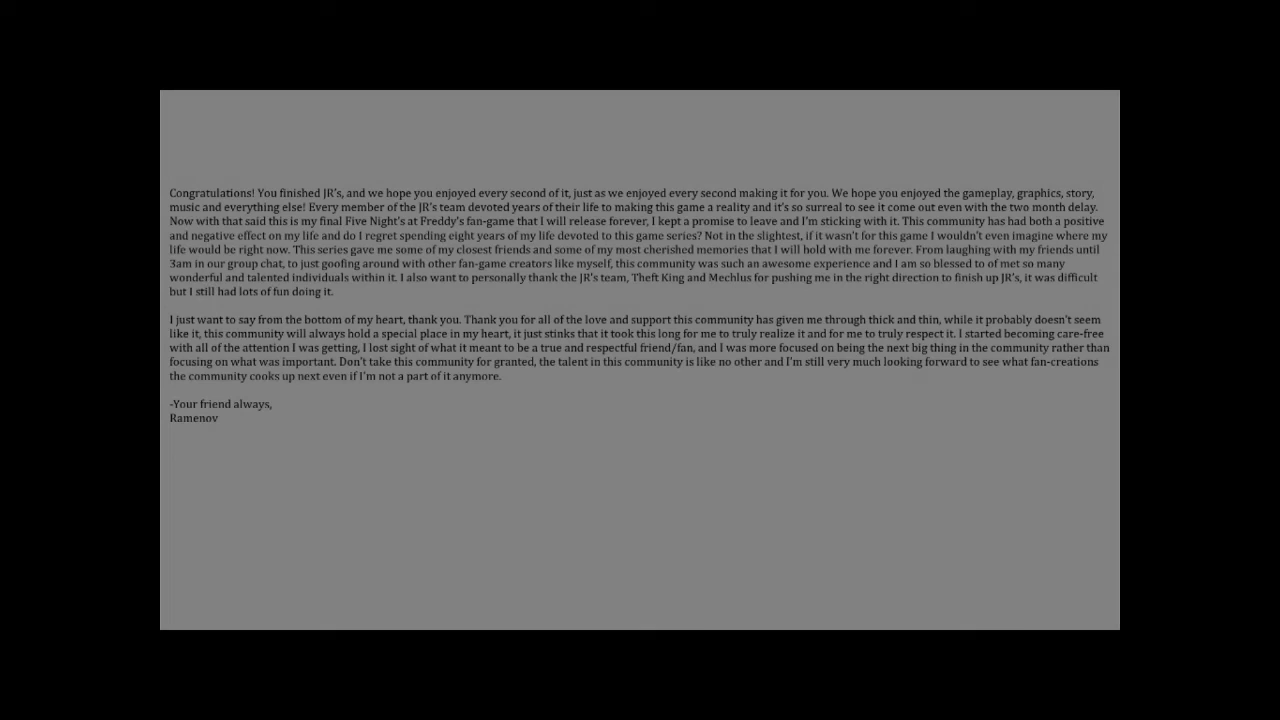 Congratulations! You finished JR's, and we hope you enjoyed every second of it, just as we enjoyed every second making it for you. We hope you enjoyed the gameplay, graphics, story,
music and everything else! Every member of the JR's team devoted years of their life to making this game a reality and it's so surreal to see it come out even with the two month delay.
Now with that said this is my final Five Night's at Freddy's fan-game that I will release forever, I kept a promise to leave and I'm sticking with it. This community has had both a positive
and negative effect on my life and do I regret spending eight years of my life devoted to this game series? Not in the slightest, if it wasn't for this game I wouldn't even imagine where my
life would be right now. This series gave me some of my closest friends and some of my most cherished memories that I will hold with me forever. From laughing with my friends until
3am in our group chat, to just goofing around with other fan-game creators like myself, this community was such an awesome experience and I am so blessed to of met so many
wonderful and talented individuals within it. I also want to personally thank the JR's team, Theft King and Mechlus for pushing me in the right direction to finish up JR's, it was difficult
but I still had lots of fun doing it.
I just want to say from the bottom of my heart, thank you. Thank you for all of the love and support this community has given me through thick and thin, while it probably doesn't seem
like it, this community will always hold a special place in my heart, it just stinks that it took this long for me to truly realize it and for me to truly respect it. I started becoming care-free
with all of the attention I was getting, I lost sight of what it meant to be a true and respectful friend/fan, and I was more focused on being the next big thing in the community rather than
focusing on what was important. Don't take this community for granted, the talent in this community is like no other and I'm still very much looking forward to see what fan-creations
the community cooks up next even if I'm not a part of it anymore.
-Your friend always,
Ramenov